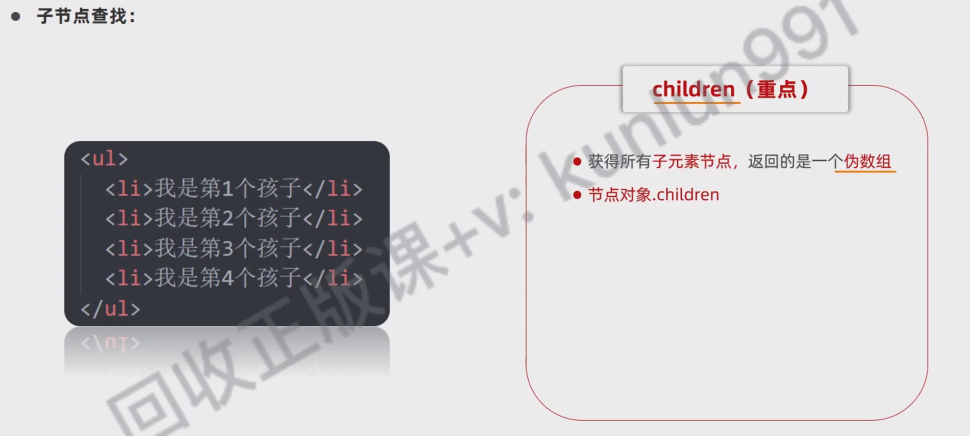 ● 子节点查找：
<ul>
<li>我是第1个孩子</li>
<li>我是第2个孩子</li>
<li>我是第3个孩子</li>
<li>我是第4个孩子</li>
</ul>
children（重点）
● 获得所有子元素节点，返回的是一个伪数组
● 节点对象.children
回收正版课+v: kunlun991